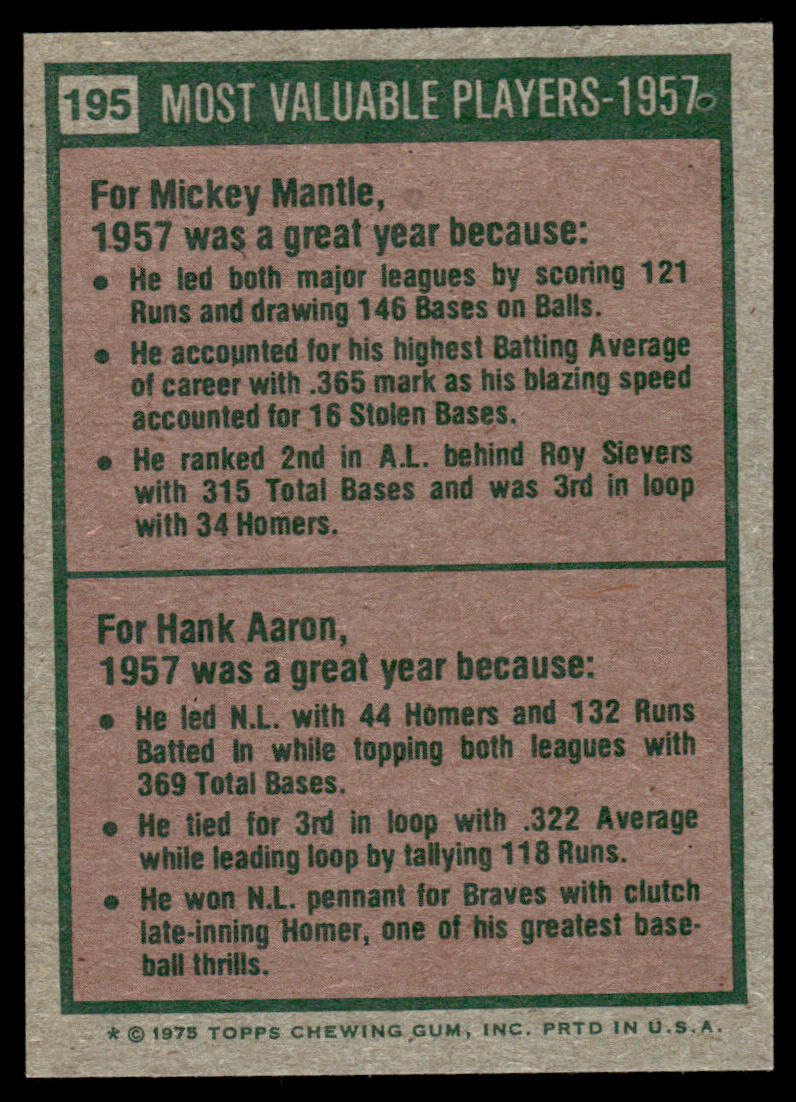 195 MOST VALUABLE PLAYERS-1957
For Mickey Mantle,
1957 was a great year because:
• He led both major leagues by scoring 121
Runs and drawing 146 Bases on Balls.
• He accounted for his highest Batting Average
of career with .365 mark as his blazing speed
accounted for 16 Stolen Bases.
• He ranked 2nd in A.L. behind Roy Sievers
with 315 Total Bases and was 3rd in loop
with 34 Homers.
For Hank Aaron,
1957 was a great year because:
• He led N.L. with 44 Homers and 132 Runs
Batted In while topping both leagues with
369 Total Bases.
• He tied for 3rd in loop with .322 Average
while leading loop by tallying 118 Runs.
• He won N.L. pennant for Braves with clutch
late-inning Homer, one of his greatest base-
ball thrills.
* © 1975 TOPPS CHEWING GUM, INC. PRTD IN U.S.A.